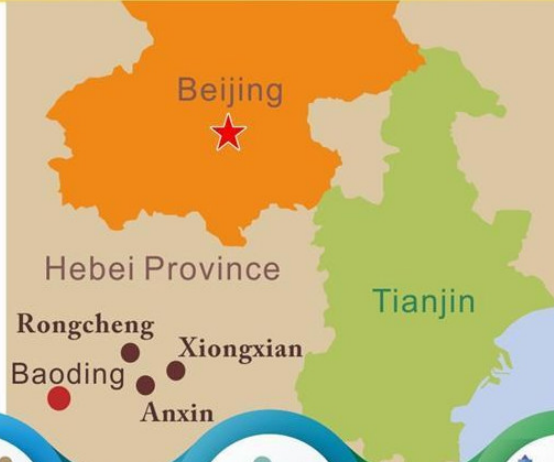 Beijing
Hebei Province
Tianjin
Rongcheng
Xiongxian
Baoding
Anxin